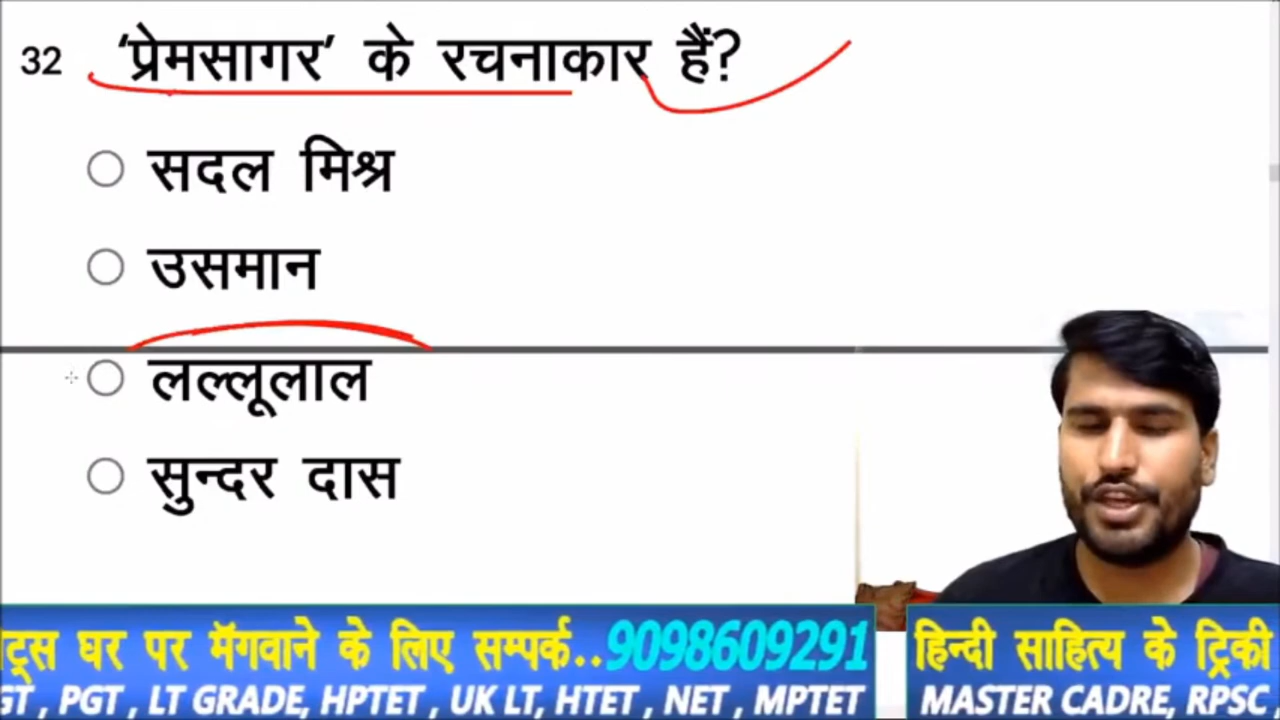 32 ‘प्रेमसागर’ के रचनाकार हैं?
सदल मिश्र
उसमान
लल्लूलाल
सुन्दर दास
ट्स घर पर मॅगवाने के लिए सम्पर्क..9098609291
GT , PGT , LT GRADE, HPTET , UK LT, HTET , NET , MPTET
हिन्दी साहित्य के ट्रिकी
MASTER CADRE, RPSC ,